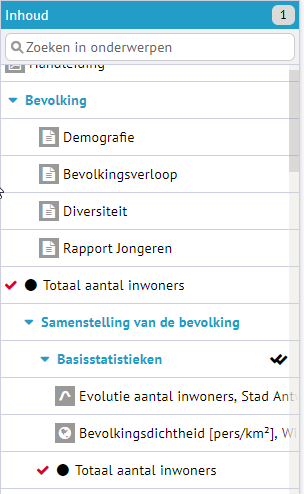 Inhoud 1
Zoeken in onderwerpen
Handleiding
Bevolking
Demografie
Bevolkingsverloop
Diversiteit
Rapport Jongeren
Totaal aantal inwoners
Samenstelling van de bevolking
Basisstatistieken
Evolutie aantal inwoners, Stad Ant
Bevolkingsdichtheid [pers/km²], Wi
Totaal aantal inwoners